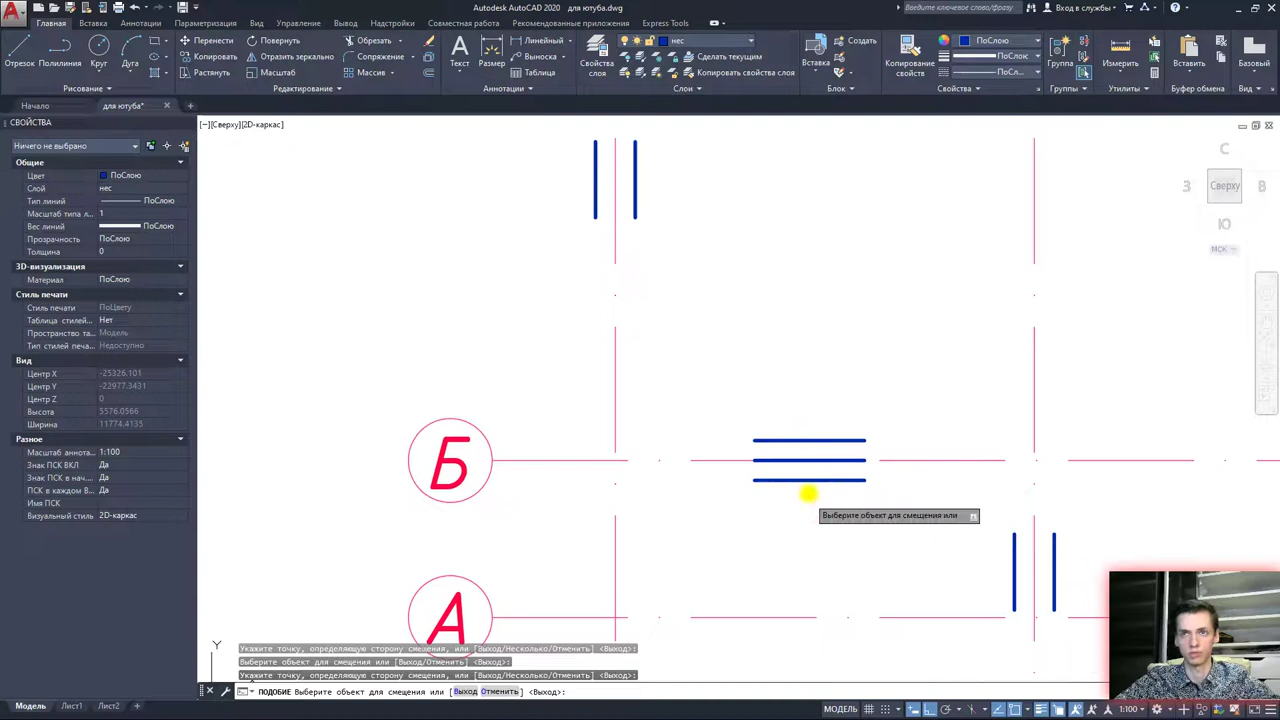 Autodesk AutoCAD 2020 для ютуба.dwg
Введите ключевое слово/фразу
Вход в службы
Главная Вставка Аннотации Параметризация Вид Управление Вывод Надстройки Совместная работа Рекомендованные приложения Express Tools
Отрезок Полилиния Круг Дуга
Перенести Повернуть Обрезать
Копировать Отразить зеркально Сопряжение
Растянуть Масштаб Массив
Текст Размер
Линейный
Выноска
Таблица
Свойства слоя
нес
Сделать текущим
Копировать свойства слоя
Вставка
Создать
Копирование свойств
ПоСлою
ПоСлок
ПоСл...
Группа
Измерить
Вставить
Базовый
Рисование Редактирование Аннотации Слои Блок Свойства Группы Утилиты Буфер обмена Вид
Начало для ютуба*
СВОЙСТВА
[−][Сверху][2D-каркас]
Ничего не выбрано
Общие
Цвет ПоСлою
Слой нес
Тип линий ПоСлою
Масштаб типа л... 1
Вес линий ПоСлою
Прозрачность ПоСлою
Толщина 0
3D-визуализация
Материал ПоСлою
Стиль печати
Стиль печати ПоЦвету
Таблица стилей... Нет
Пространство та... Модель
Тип стилей печа... Недоступно
Вид
Центр X -25326.101
Центр Y -22977.3431
Центр Z 0
Высота 5576.0566
Ширина 11774.4135
Разное
Масштаб аннота... 1:100
Знак ПСК ВКЛ Да
Знак ПСК в нач... Да
ПСК в каждом В... Да
Имя ПСК
Визуальный стиль 2D-каркас
С
З Сверху В
Ю
МСК
Б
А
Выберите объект для смещения или
Y
Укажите точку, определяющую сторону смещения, или [Выход/Несколько/Отменить] <Выход>:
Выберите объект для смещения или [Выход/Отменить] <Выход>:
Укажите точку, определяющую сторону смещения, или [Выход/Несколько/Отменить] <Выход>:
ПОДОБИЕ Выберите объект для смещения или [Выход Отменить] <Выход>:
Модель Лист1 Лист2 +
МОДЕЛЬ
1:100